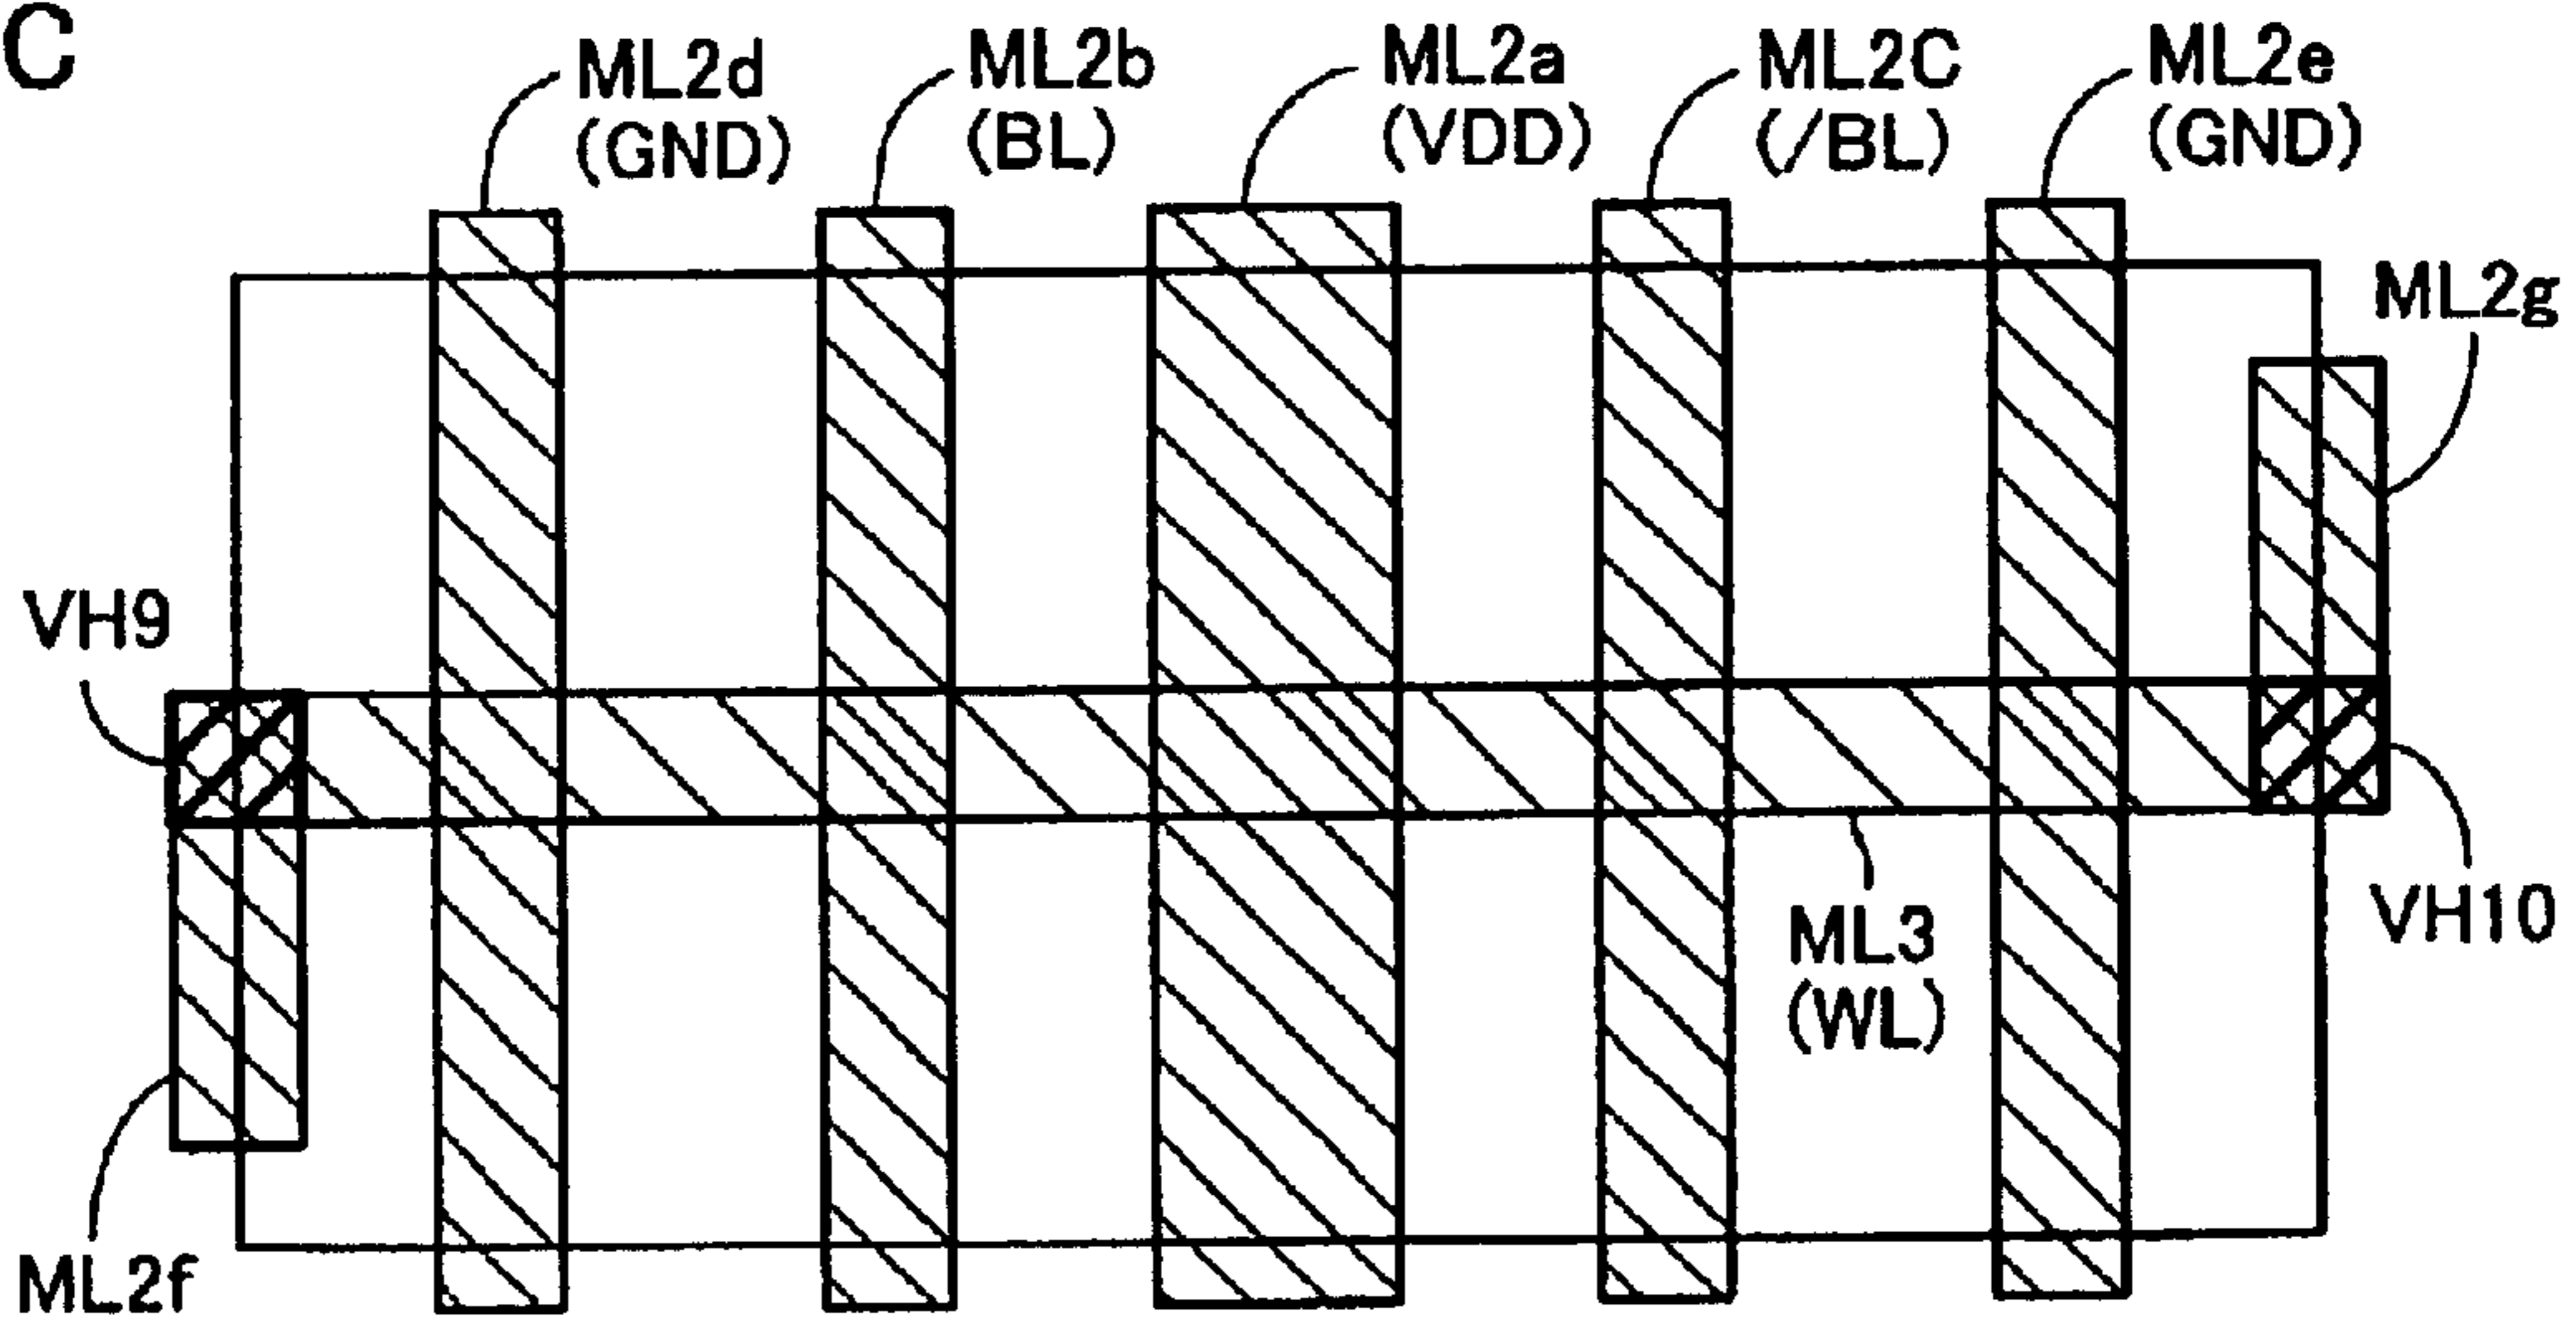 C
ML2d
(GND)
ML2b
(BL)
ML2a
(VDD)
ML2C
(/BL)
ML2e
(GND)
ML2g
VH9
VH10
ML3
(WL)
ML2f